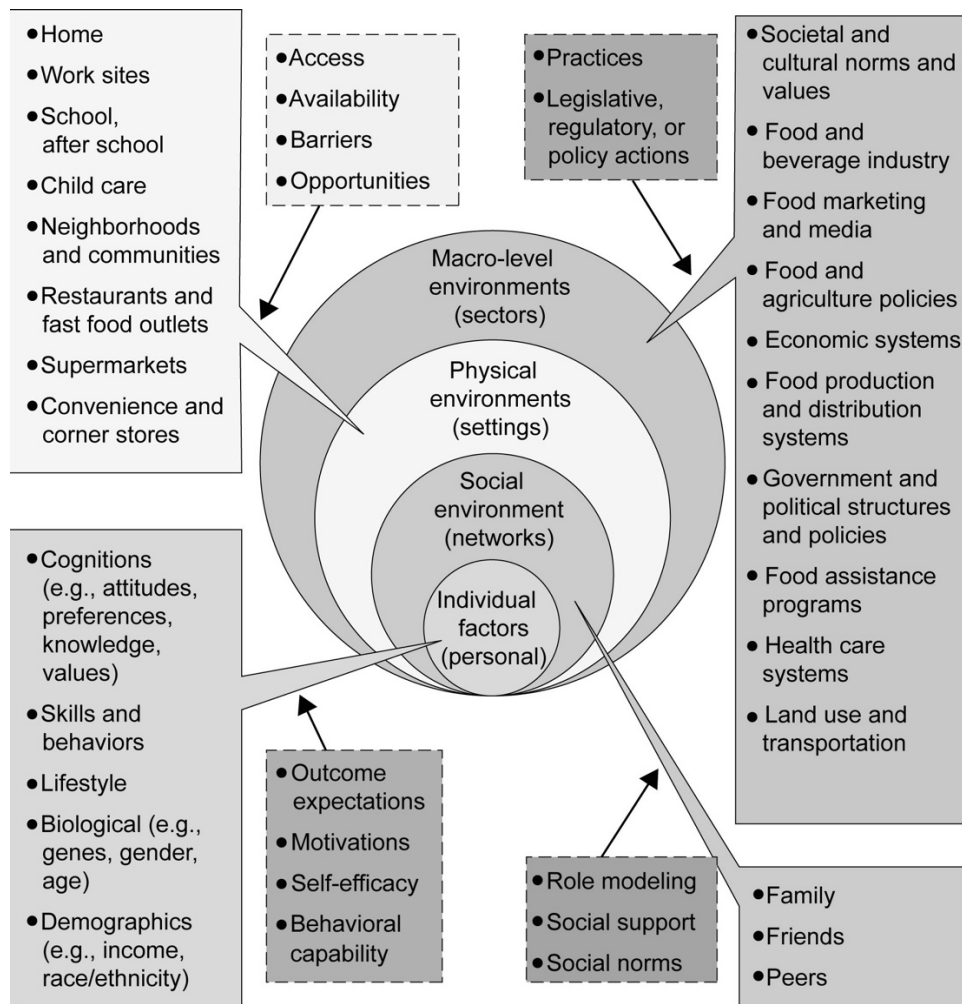 ● Home
● Work sites
● School,
after school
● Child care
● Neighborhoods
and communities
● Restaurants and
fast food outlets
● Supermarkets
● Convenience and
corner stores
● Access
● Availability
● Barriers
● Opportunities
● Practices
● Legislative,
regulatory, or
policy actions
● Societal and
cultural norms and
values
● Food and
beverage industry
● Food marketing
and media
● Food and
agriculture policies
● Economic systems
● Food production
and distribution
systems
● Government and
political structures
and policies
● Food assistance
programs
● Health care
systems
● Land use and
transportation
Macro-level
environments
(sectors)
Physical
environments
(settings)
Social
environment
(networks)
Individual
factors
(personal)
● Cognitions
(e.g., attitudes,
preferences,
knowledge,
values)
● Skills and
behaviors
● Lifestyle
● Biological (e.g.,
genes, gender,
age)
● Demographics
(e.g., income,
race/ethnicity)
● Outcome
expectations
● Motivations
● Self-efficacy
● Behavioral
capability
● Role modeling
● Social support
● Social norms
● Family
● Friends
● Peers